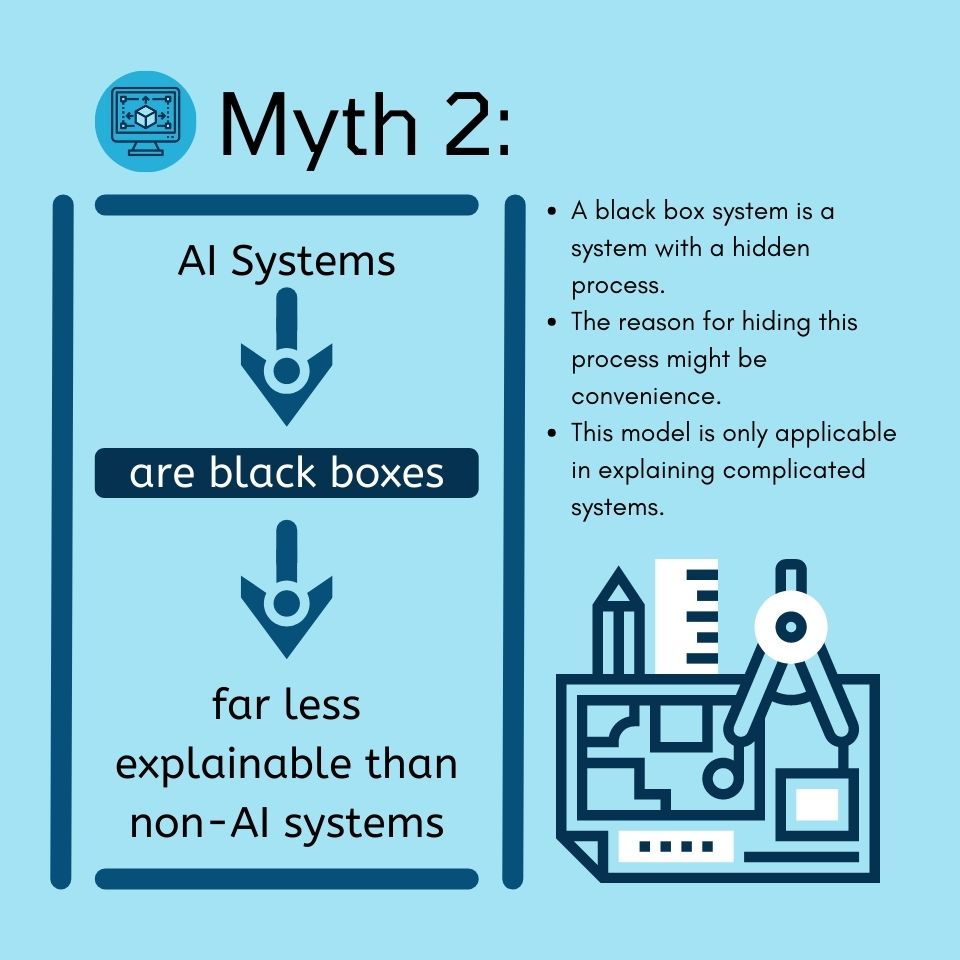 Myth 2:
AI Systems
are black boxes
far less
explainable than
non-AI systems
• A black box system is a
system with a hidden
process.
• The reason for hiding this
process might be
convenience.
• This model is only applicable
in explaining complicated
systems.